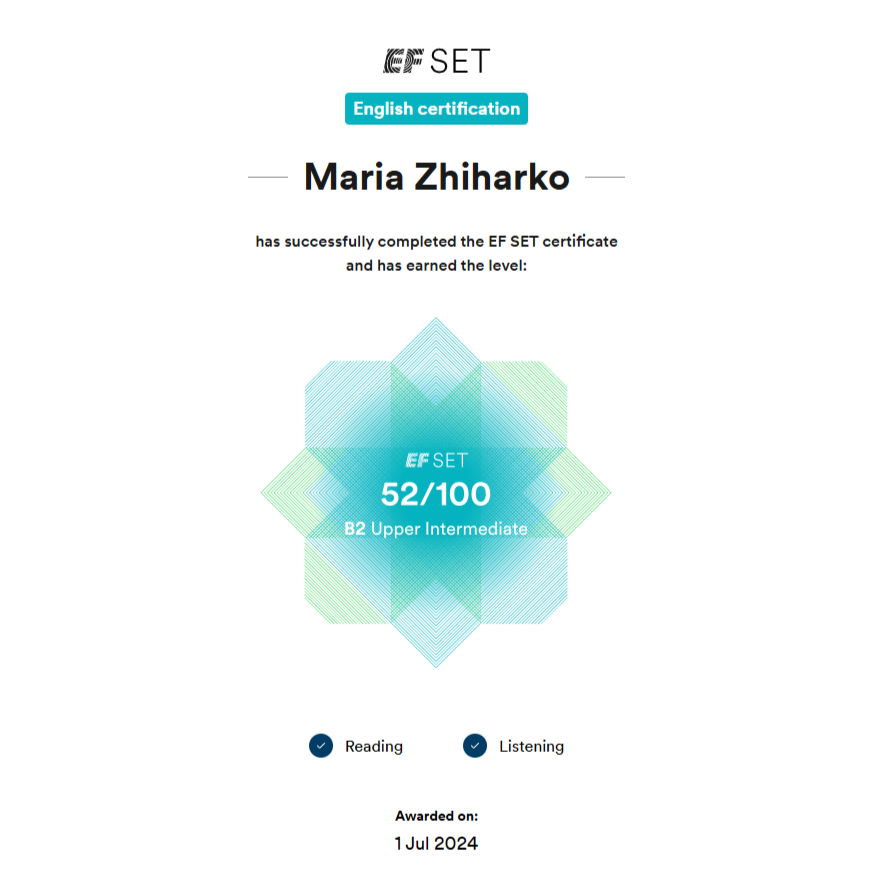 EF SET
English certification
Maria Zhiharko
has successfully completed the EF SET certificate
and has earned the level:
EF SET
52/100
B2 Upper Intermediate
Reading
Listening
Awarded on:
1 Jul 2024